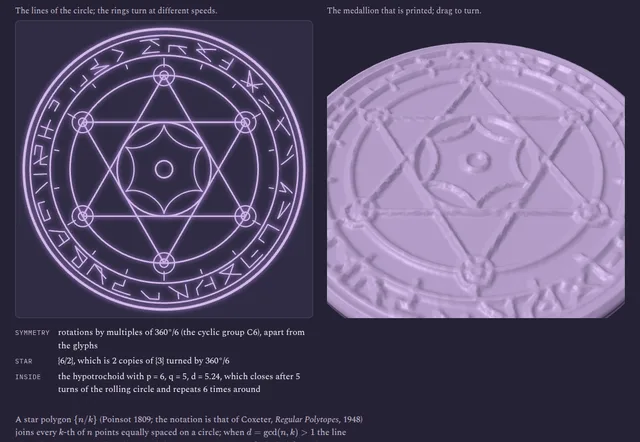 The lines of the circle; the rings turn at different speeds.
The medallion that is printed; drag to turn.
SYMMETRY rotations by multiples of 360°/6 (the cyclic group C6), apart from
the glyphs
STAR |6/2|, which is 2 copies of |3| turned by 360°/6
INSIDE the hypotrochoid with p = 6, q = 5, d = 5.24, which closes after 5
turns of the rolling circle and repeats 6 times around
A star polygon {n/k} (Poinsot 1809; the notation is that of Coxeter, Regular Polytopes, 1948)
joins every k-th of n points equally spaced on a circle; when d = gcd(n, k) > 1 the line